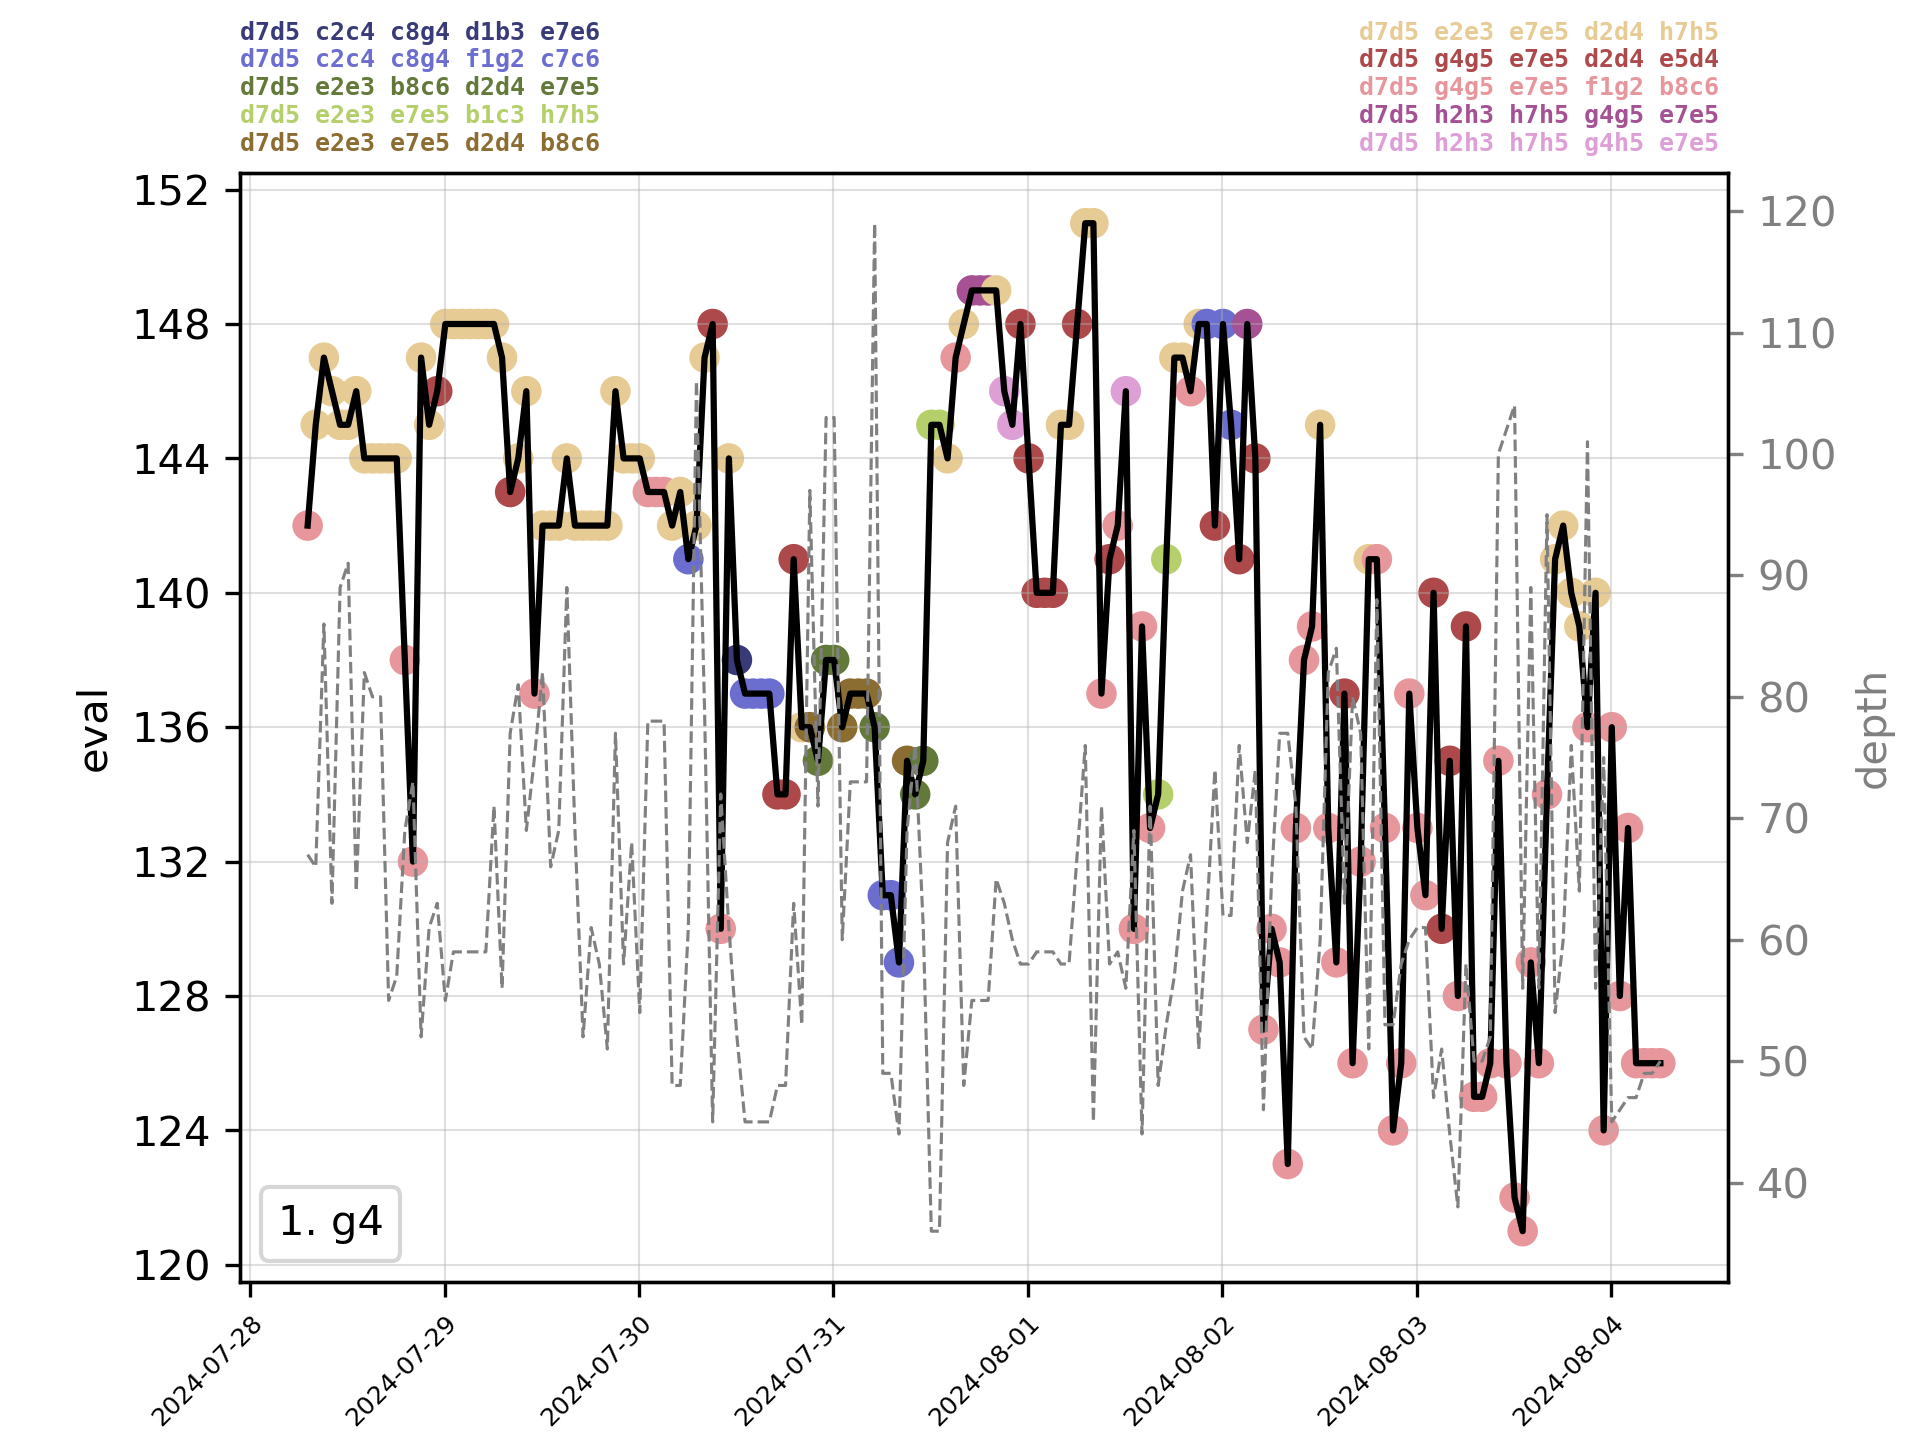 d7d5 c2c4 c8g4 d1b3 e7e6
d7d5 c2c4 c8g4 f1g2 c7c6
d7d5 e2e3 b8c6 d2d4 e7e5
d7d5 e2e3 e7e5 b1c3 h7h5
d7d5 e2e3 e7e5 d2d4 b8c6
d7d5 e2e3 e7e5 d2d4 h7h5
d7d5 g4g5 e7e5 d2d4 e5d4
d7d5 g4g5 e7e5 f1g2 b8c6
d7d5 h2h3 h7h5 g4g5 e7e5
d7d5 h2h3 h7h5 g4h5 e7e5
152
148
144
140
136
132
128
124
120
eval
120
110
100
90
80
70
60
50
40
depth
1. g4
2024-07-28
2024-07-29
2024-07-30
2024-07-31
2024-08-01
2024-08-02
2024-08-03
2024-08-04